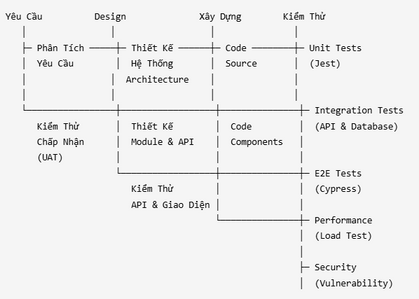 Yêu Cầu Design Xây Dựng Kiểm Thử
Phân Tích Thiết Kế Code Unit Tests
Yêu Cầu Hệ Thống Source (Jest)
Architecture
Integration Tests
Kiểm Thử Thiết Kế Code (API & Database)
Chấp Nhận Module & API Components
(UAT)
E2E Tests
Kiểm Thử (Cypress)
API & Giao Diện
Performance
(Load Test)
Security
(Vulnerability)